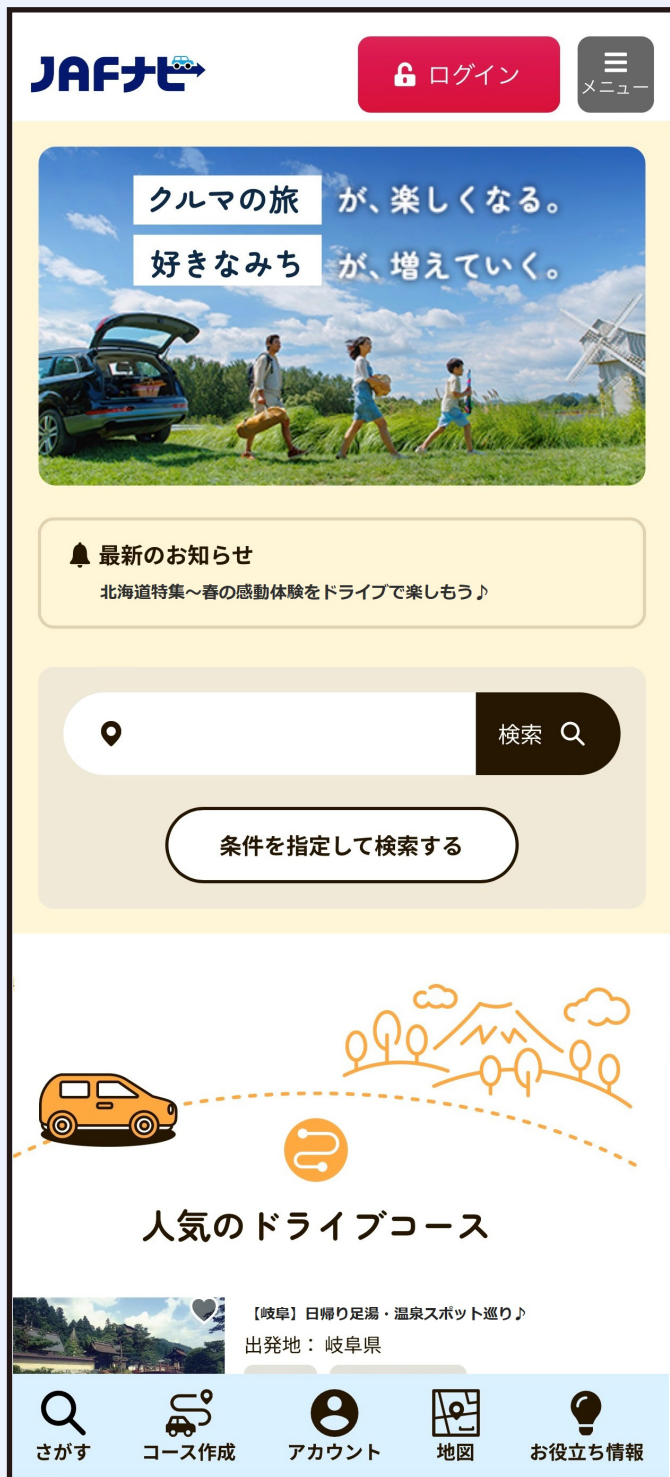 JAFナビ
ログイン
メニュー
クルマの旅 が、楽しくなる。
好きなみち が、増えていく。
最新のお知らせ
北海道特集～春の感動体験をドライブで楽しもう♪
検索
条件を指定して検索する
人気のドライブコース
【岐阜】日帰り足湯・温泉スポット巡り♪
出発地： 岐阜県
さがす
コース作成
アカウント
地図
お役立ち情報